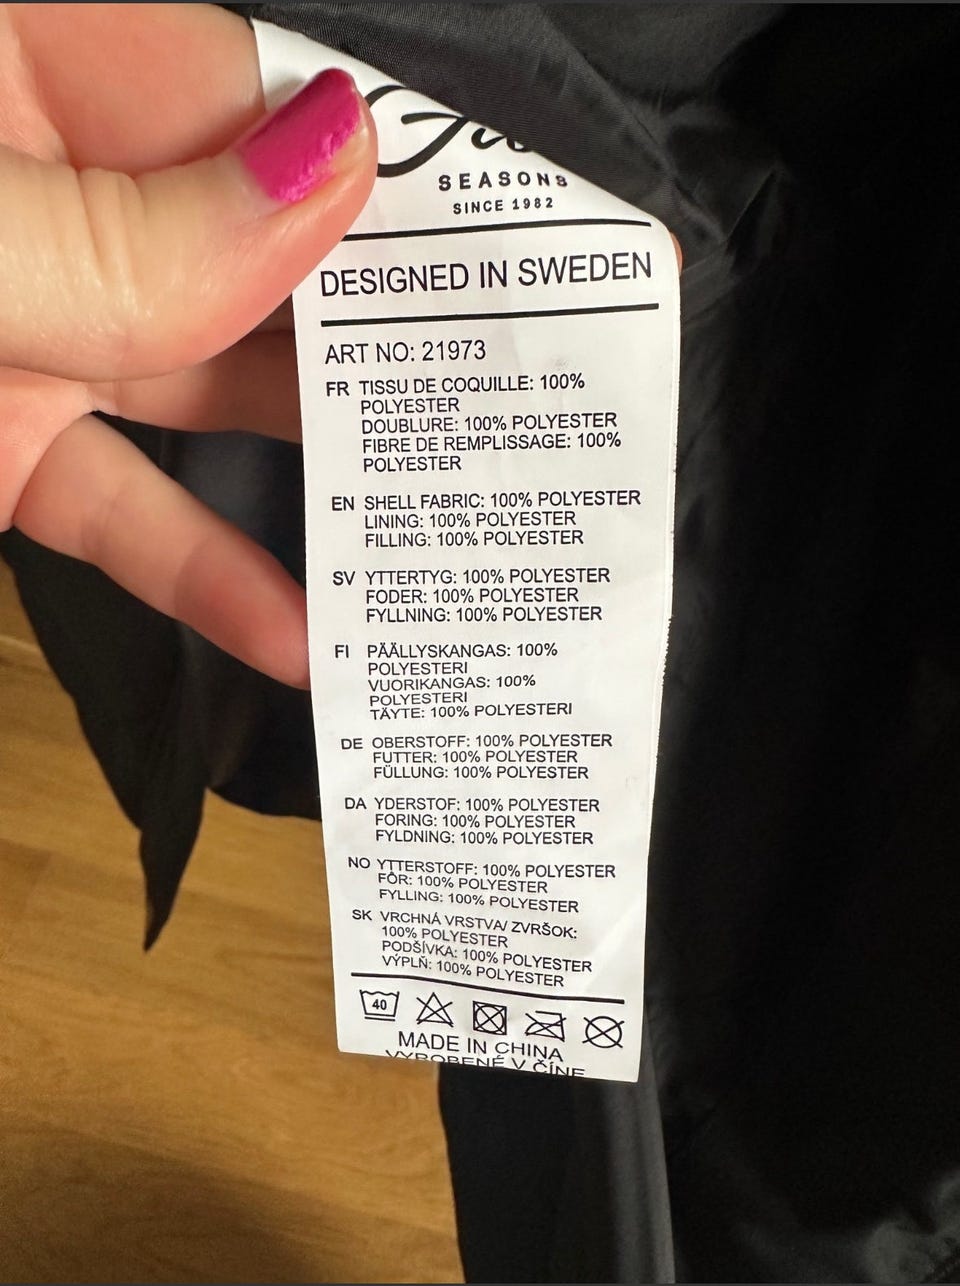 SEASONS
SINCE 1982
DESIGNED IN SWEDEN
ART NO: 21973
FR TISSU DE COQUILLE: 100%
POLYESTER
DOUBLURE: 100% POLYESTER
FIBRE DE REMPLISSAGE: 100%
POLYESTER
EN SHELL FABRIC: 100% POLYESTER
LINING: 100% POLYESTER
FILLING: 100% POLYESTER
SV YTTERTYG: 100% POLYESTER
FODER: 100% POLYESTER
FYLLNING: 100% POLYESTER
FI PÄÄLLYSKANGAS: 100%
POLYESTERI
VUORIKANGAS: 100%
POLYESTERI
TÄYTE: 100% POLYESTERI
DE OBERSTOFF: 100% POLYESTER
FUTTER: 100% POLYESTER
FÜLLUNG: 100% POLYESTER
DA YDERSTOF: 100% POLYESTER
FORING: 100% POLYESTER
FYLDNING: 100% POLYESTER
NO YTTERSTOFF: 100% POLYESTER
FÔR: 100% POLYESTER
FYLLING: 100% POLYESTER
SK VRCHNÁ VRSTVA/ ZVRŠOK:
100% POLYESTER
PODŠÍVKA: 100% POLYESTER
VÝPLŇ: 100% POLYESTER
40
MADE IN CHINA
VYROBENÉ V ČÍNE